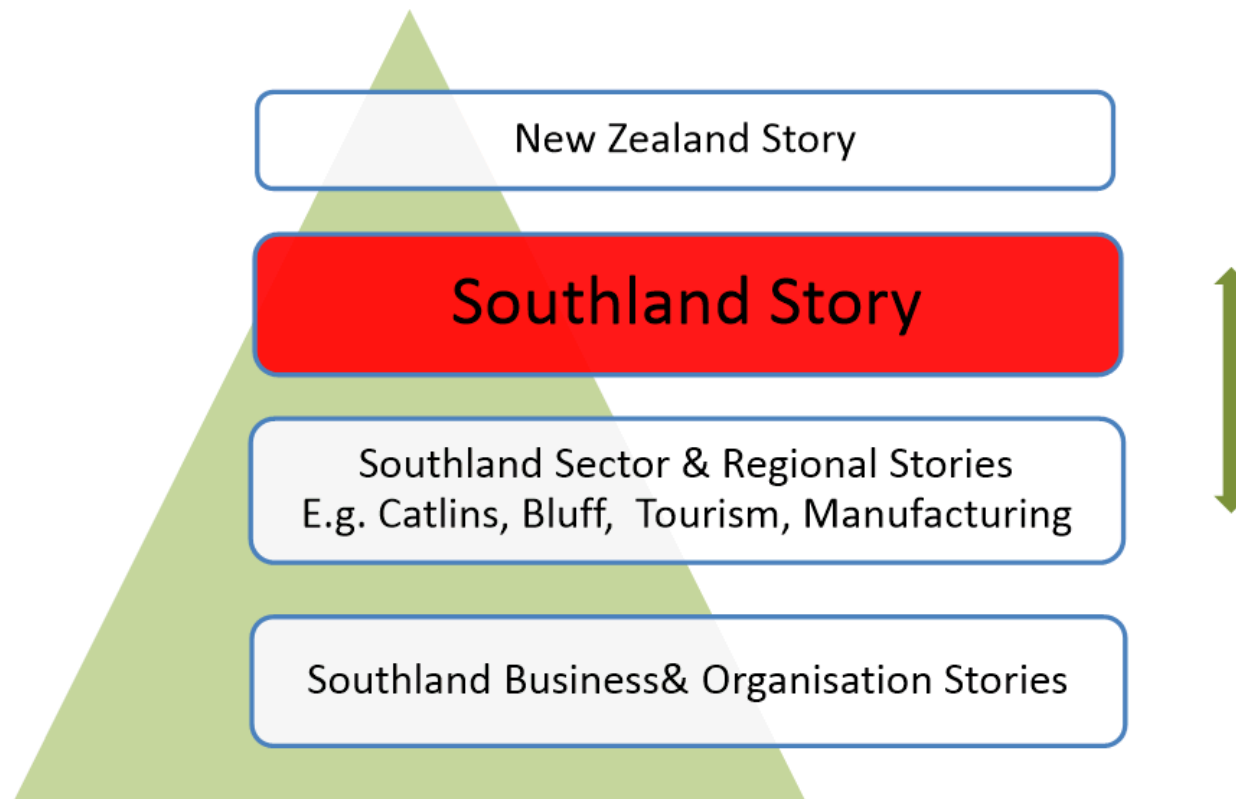 New Zealand Story
Southland Story
Southland Sector & Regional Stories
E.g. Catlins, Bluff,  Tourism, Manufacturing
Southland Business& Organisation Stories